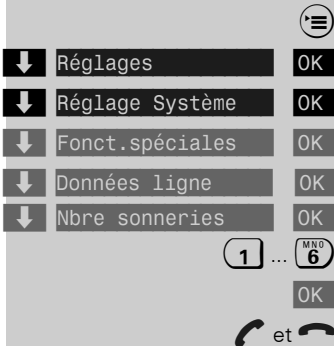 Réglages OK
Réglage Système OK
Fonct.spéciales OK
Données ligne OK
Nbre sonneries OK
1 ... MNO 6
OK
et